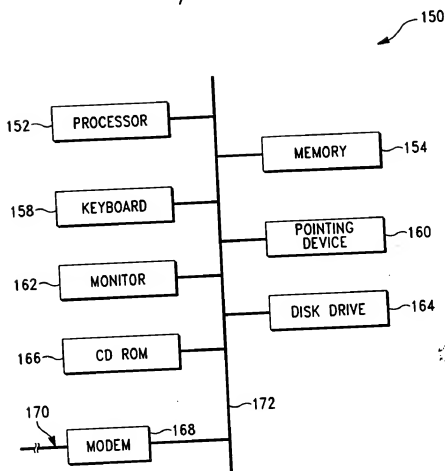 150
152 PROCESSOR
MEMORY 154
158 KEYBOARD
POINTING
DEVICE 160
162 MONITOR
DISK DRIVE 164
166 CD ROM
172
170 168
MODEM